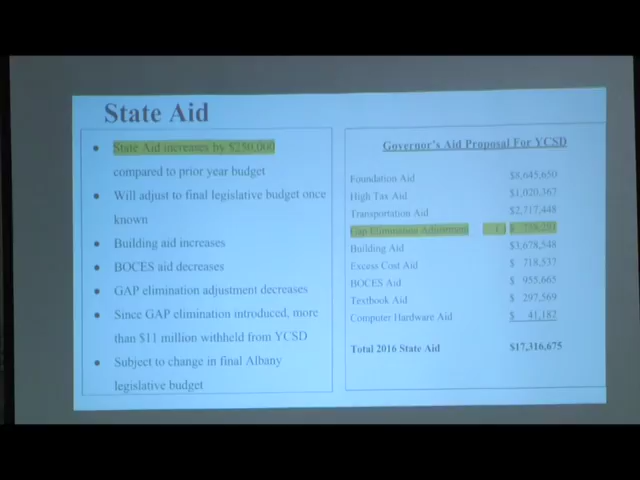 State Aid
State Aid increases by $250,000
compared to prior year budget
Will adjust to final legislative budget once
known
Building aid increases
BOCES aid decreases
GAP elimination adjustment decreases
Since GAP elimination introduced, more
than $11 million withheld from YCSD
Subject to change in final Albany
legislative budget
Governor's Aid Proposal For YCSD
Foundation Aid $8,645,650
High Tax Aid $1,020,367
Transportation Aid $2,717,448
Gap Elimination Adjustment ( ) $ 758,291
Building Aid $3,678,548
Excess Cost Aid $ 718,537
BOCES Aid $ 955,665
Textbook Aid $ 297,569
Computer Hardware Aid $ 41,182
Total 2016 State Aid $17,316,675